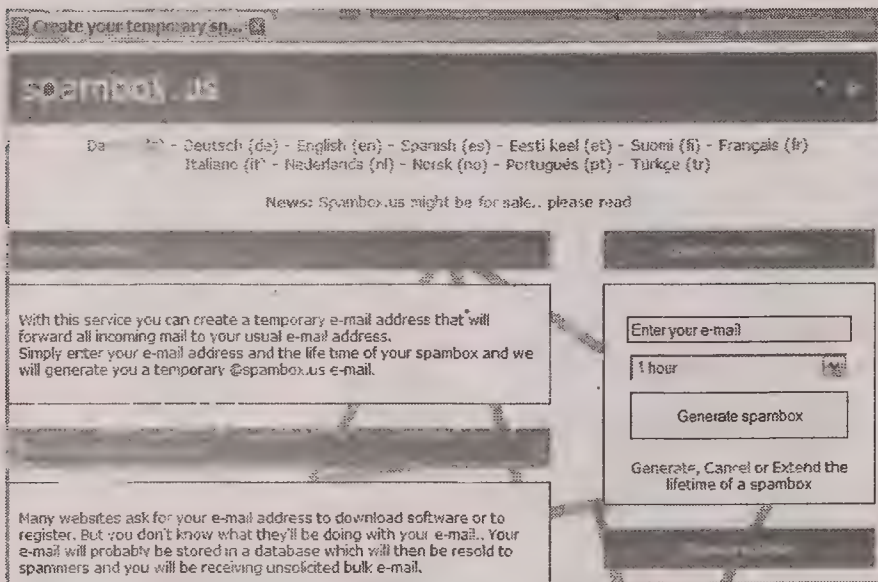 Create your temporary sp...
spambox.us
Deutsch (de) - English (en) - Spanish (es) - Eesti keel (et) - Suomi (fi) - Français (fr)
Italiano (it) - Nederlands (nl) - Norsk (no) - Português (pt) - Türkçe (tr)
News: Spambox.us might be for sale.. please read
With this service you can create a temporary e-mail address that will
forward all incoming mail to your usual e-mail address.
Simply enter your e-mail address and the life time of your spambox and we
will generate you a temporary @spambox.us e-mail.
Many websites ask for your e-mail address to download software or to
register. But you don't know what they'll be doing with your e-mail.. Your
e-mail will probably be stored in a database which will then be resold to
spammers and you will be receiving unsolicited bulk e-mail.
Enter your e-mail
1 hour
Generate spambox
Generate, Cancel or Extend the
lifetime of a spambox